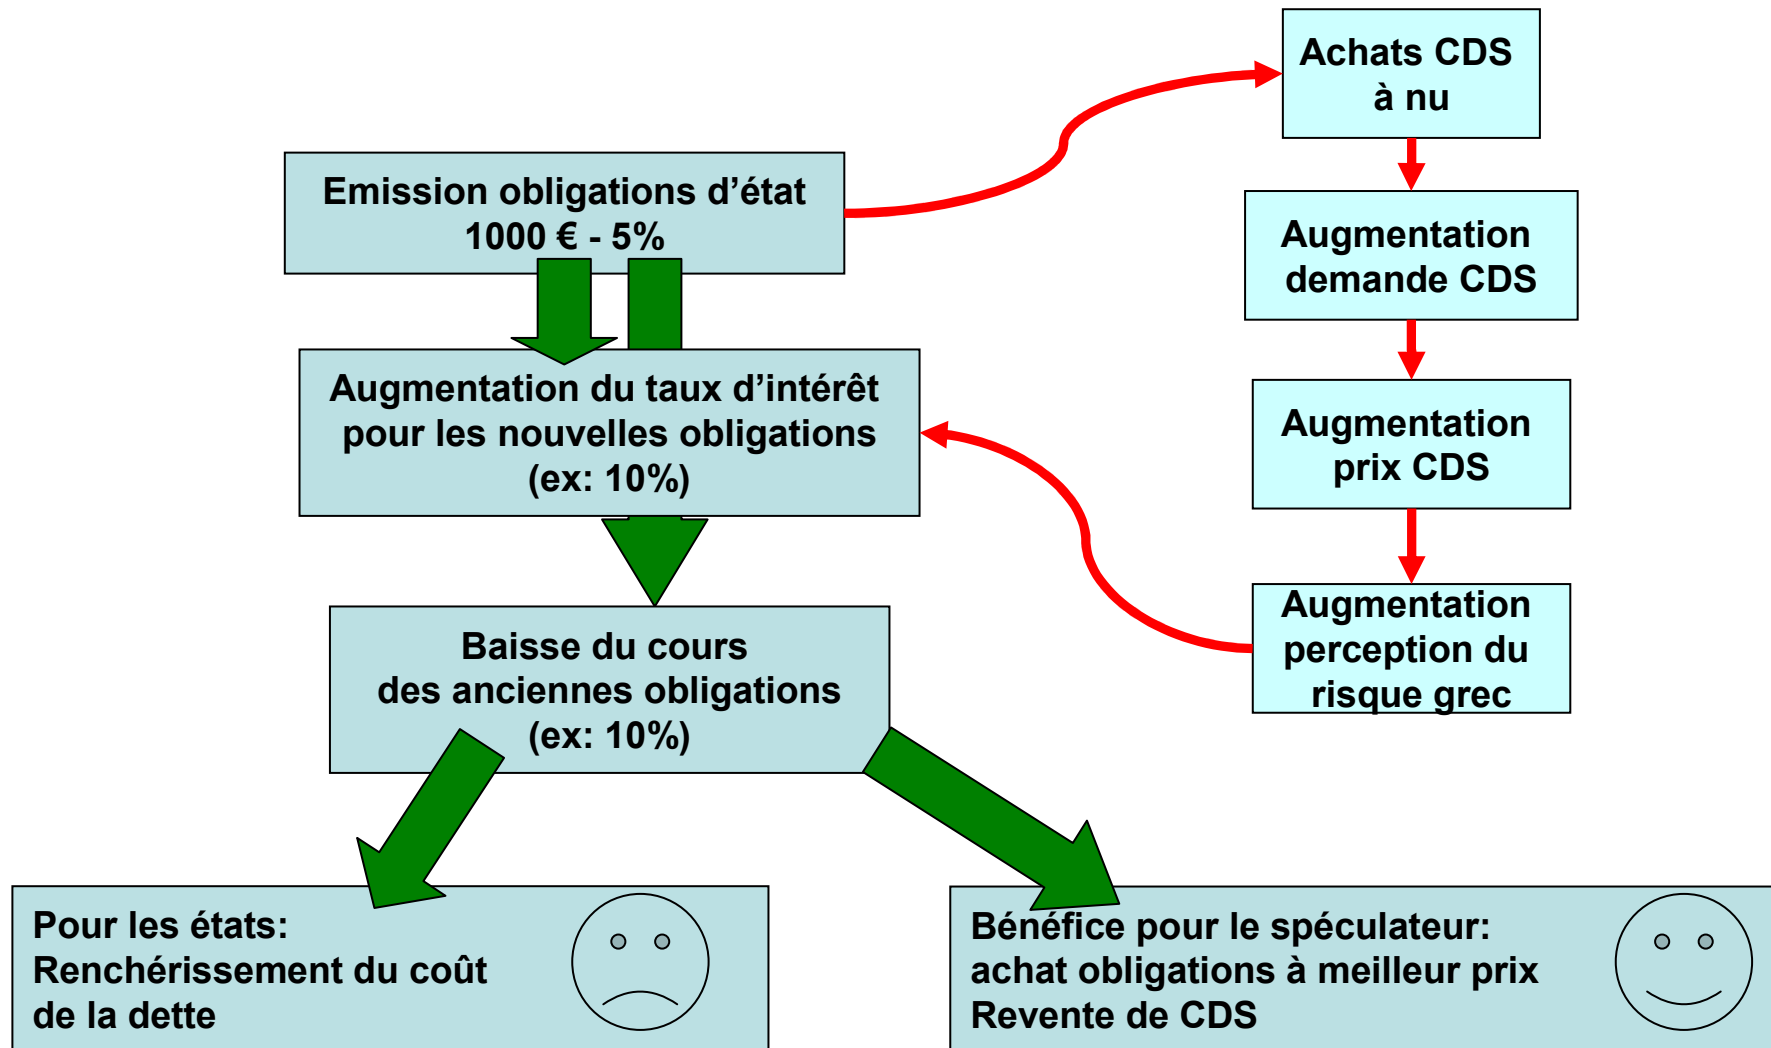 Achats CDS
à nu
Emission obligations d’état
1000 € - 5%
Augmentation
demande CDS
Augmentation du taux d’intérêt
pour les nouvelles obligations
(ex: 10%)
Augmentation
prix CDS
Augmentation
perception du
risque grec
Baisse du cours
des anciennes obligations
(ex: 10%)
Pour les états:
Renchérissement du coût
de la dette
Bénéfice pour le spéculateur:
achat obligations à meilleur prix
Revente de CDS